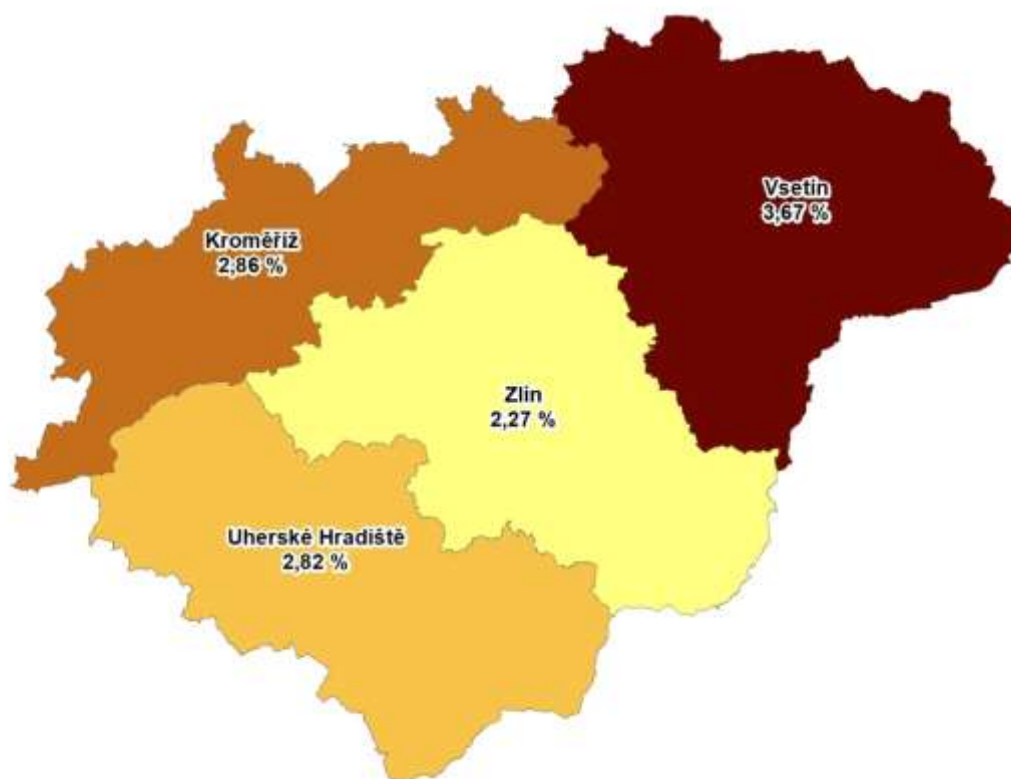 Vsetín
3,67 %
Kroměříž
2,86 %
Zlín
2,27 %
Uherské Hradiště
2,82 %